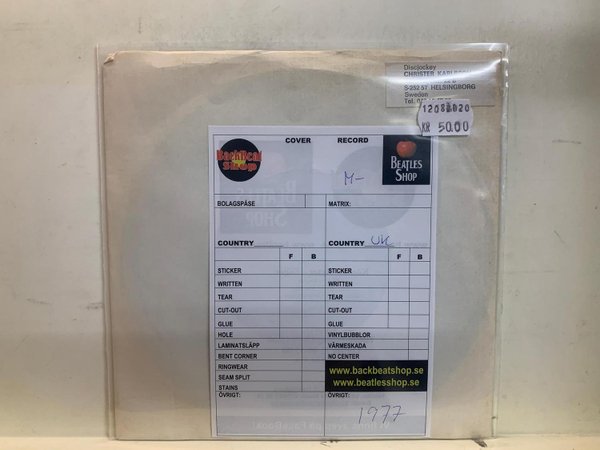 Discjockey
CHRISTER
S-252 57 HELSINGBORG
Sweden
Tel.
KR 50.00
COVER RECORD
BackBeat
Shop
M-
BEATLES
SHOP
BOLAGSPÅSE MATRIX:
COUNTRY COUNTRY UK
F B F B
STICKER STICKER
WRITTEN WRITTEN
TEAR TEAR
CUT-OUT CUT-OUT
GLUE GLUE
HOLE VINYLBUBBLOR
LAMINATSLÄPP VÄRMESKADA
BENT CORNER NO CENTER
RINGWEAR
SEAM SPLIT
STAINS
www.backbeatshop.se
www.beatlesshop.se
ÖVRIGT: ÖVRIGT:
1977